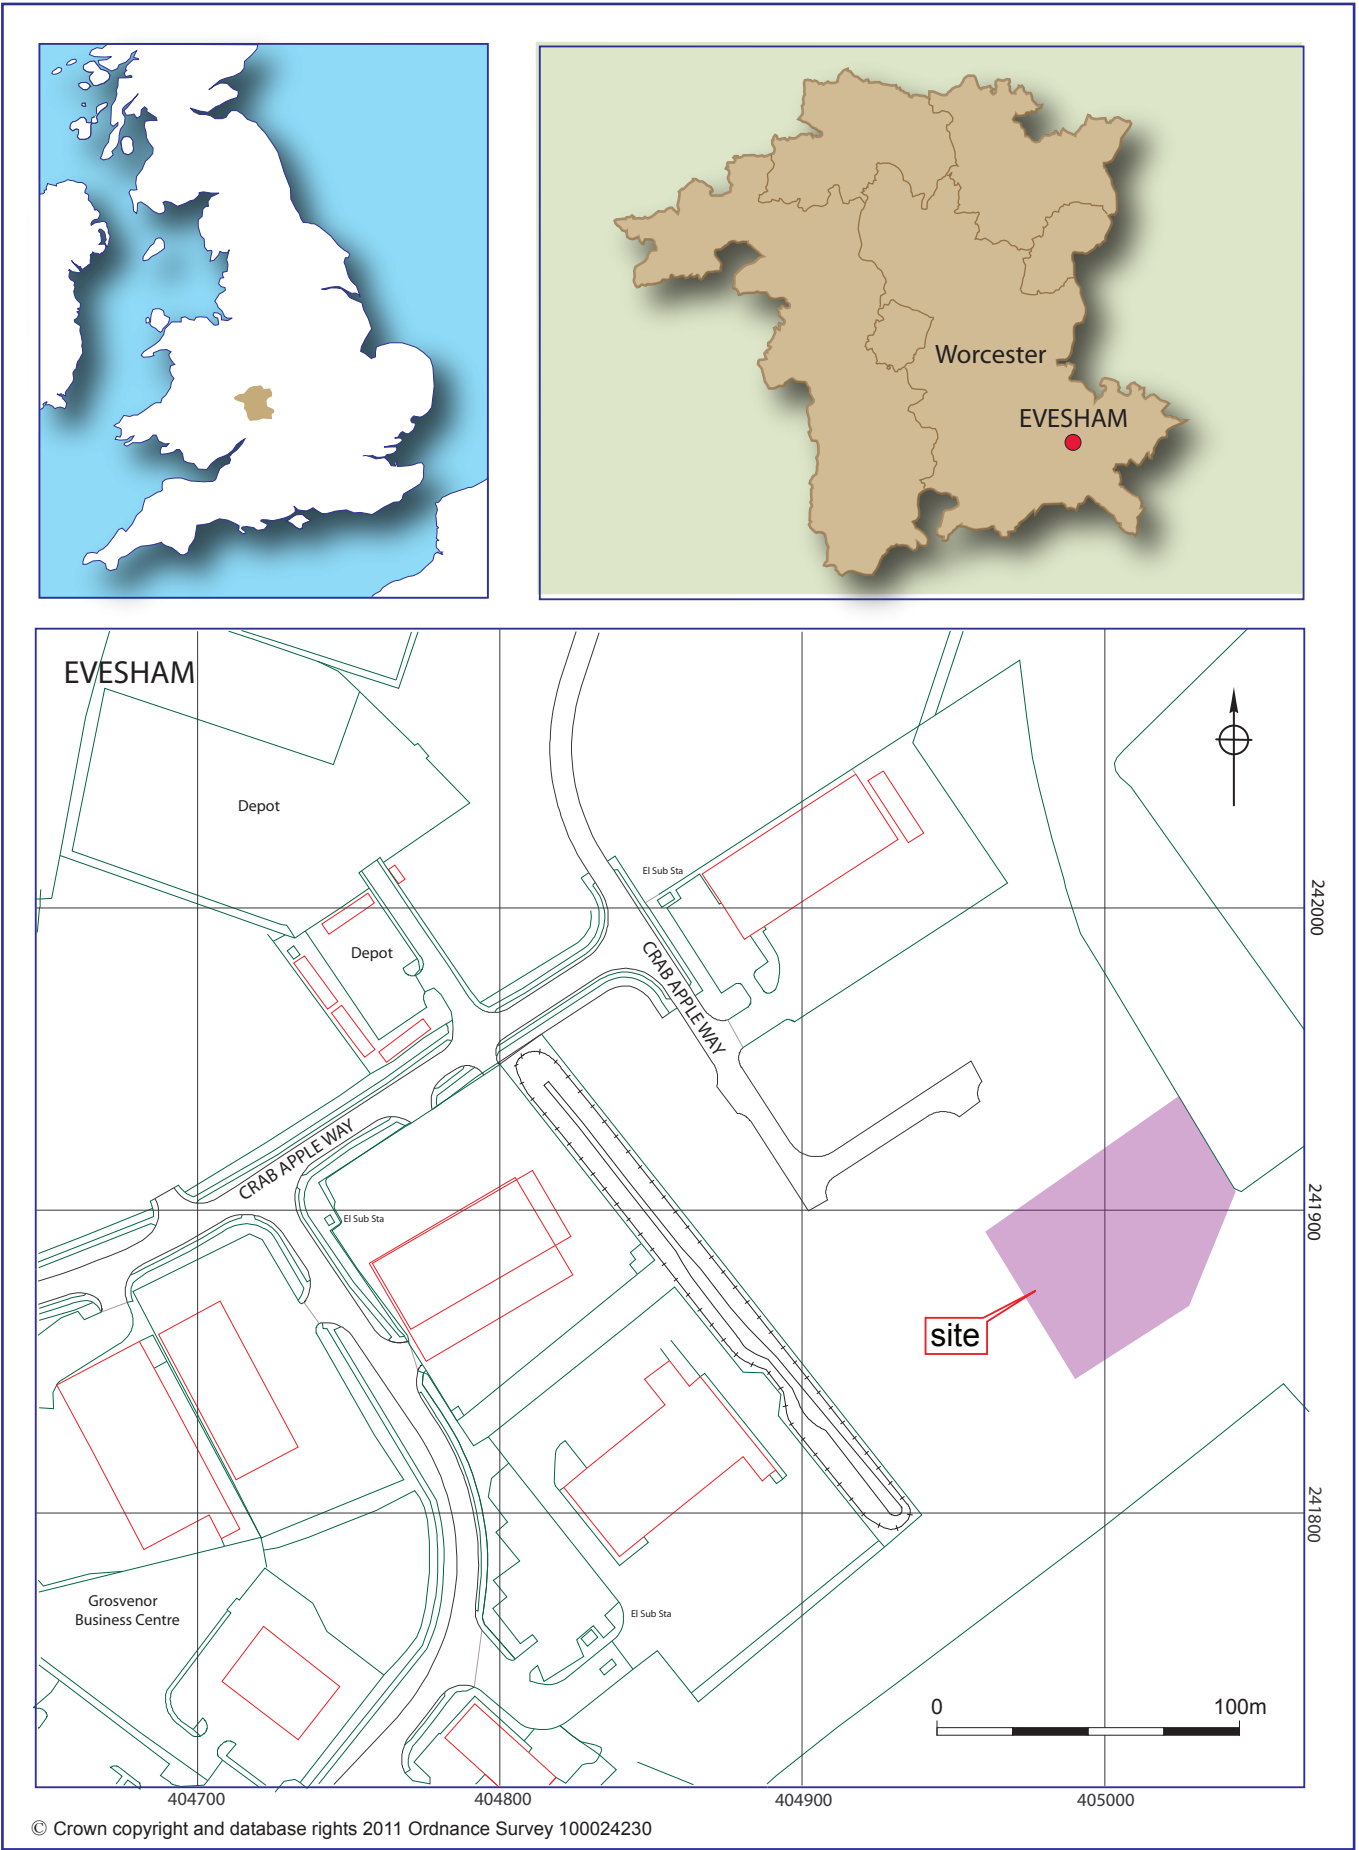 Worcester
EVESHAM
EVESHAM
Depot
El Sub Sta
242000
Depot
CRAB APPLE WAY
CRAB APPLE WAY
El Sub Sta
241900
site
241800
Grosvenor
Business Centre
El Sub Sta
0 100m
404700 404800 404900 405000
© Crown copyright and database rights 2011 Ordnance Survey 100024230